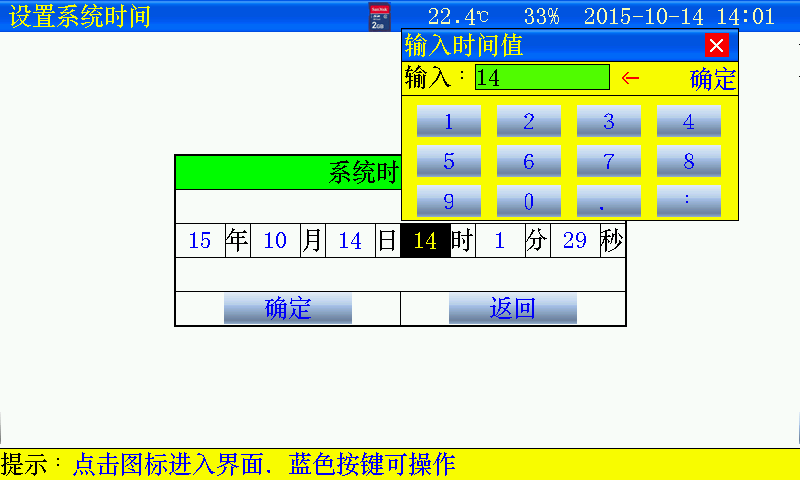 设置系统时间 SanDisk 2GB 22.4℃ 33% 2015-10-14 14:01
输入时间值
输入：14 ← 确定
1 2 3 4
5 6 7 8
9 0 . :
系统时
15 年 10 月 14 日 14 时 1 分 29 秒
确定 返回
提示：点击图标进入界面．蓝色按键可操作